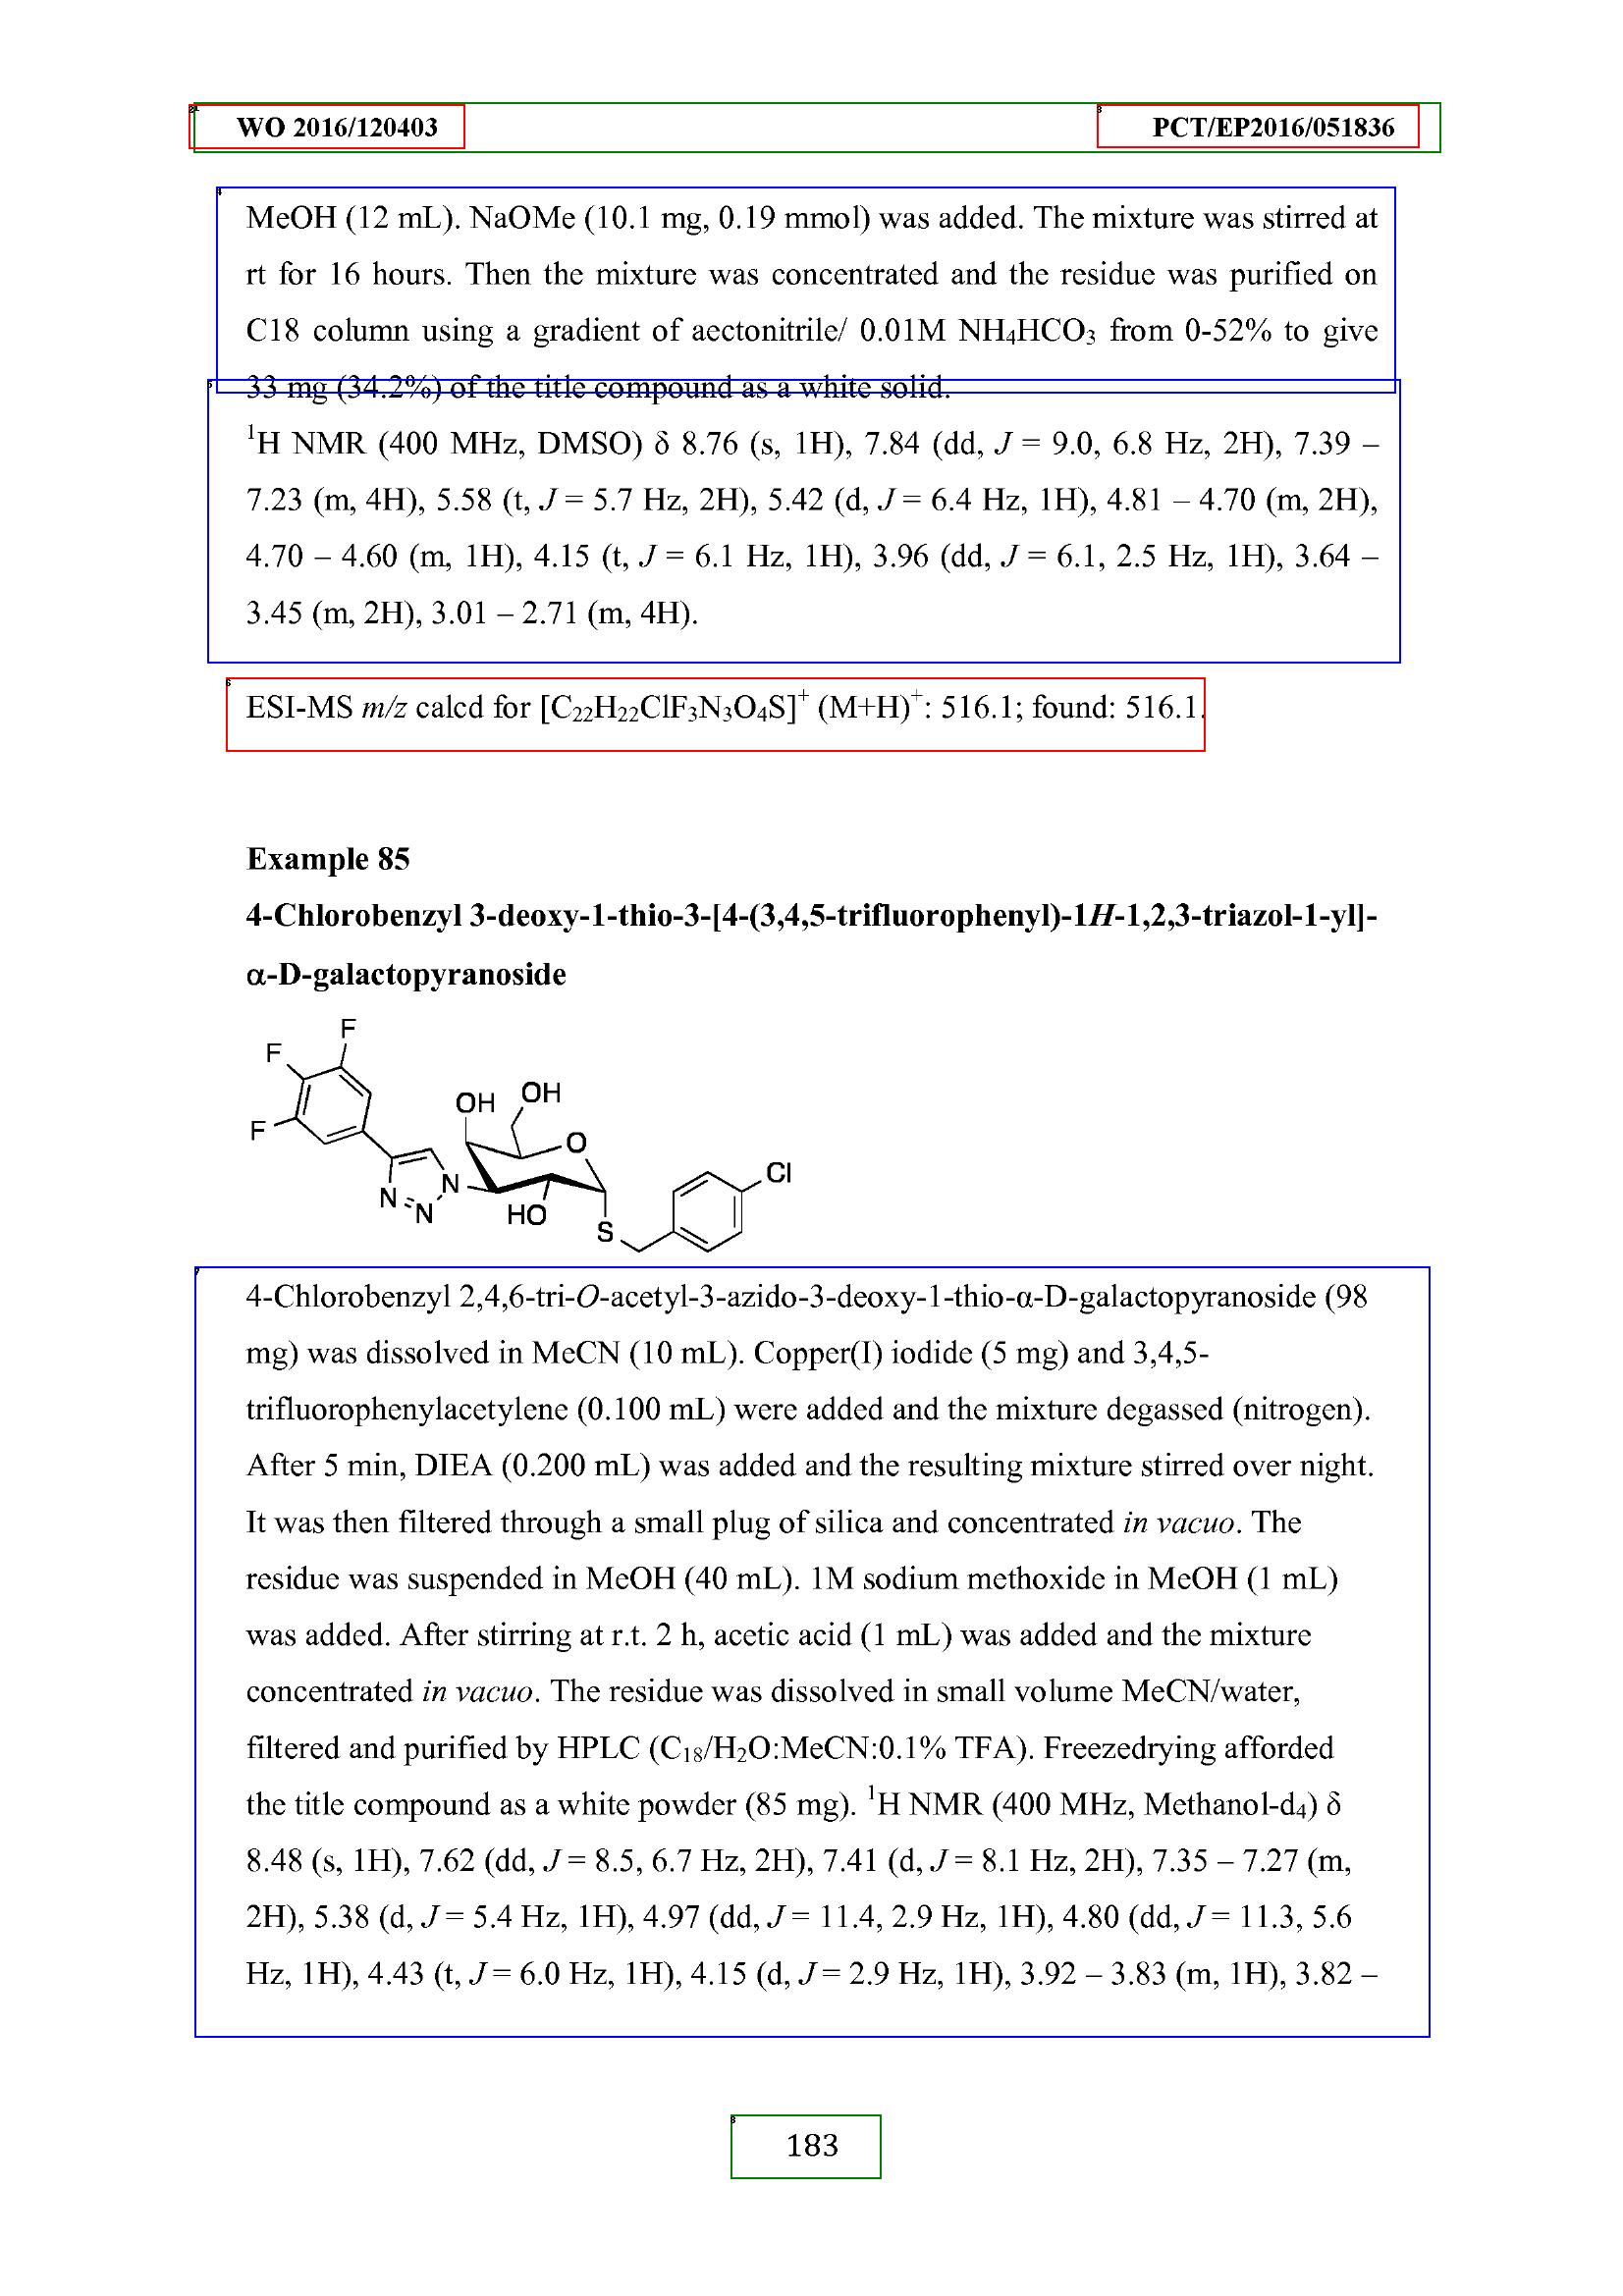 WO 2016/120403 PCT/EP2016/051836
MeOH (12 mL). NaOMe (10.1 mg, 0.19 mmol) was added. The mixture was stirred at
rt for 16 hours. Then the mixture was concentrated and the residue was purified on
C18 column using a gradient of aectonitrile/ 0.01M NH₄HCO₃ from 0-52% to give
33 mg (34.2%) of the title compound as a white solid.
¹H NMR (400 MHz, DMSO) δ 8.76 (s, 1H), 7.84 (dd, J = 9.0, 6.8 Hz, 2H), 7.39 –
7.23 (m, 4H), 5.58 (t, J = 5.7 Hz, 2H), 5.42 (d, J = 6.4 Hz, 1H), 4.81 – 4.70 (m, 2H),
4.70 – 4.60 (m, 1H), 4.15 (t, J = 6.1 Hz, 1H), 3.96 (dd, J = 6.1, 2.5 Hz, 1H), 3.64 –
3.45 (m, 2H), 3.01 – 2.71 (m, 4H).
ESI-MS m/z calcd for [C₂₂H₂₂ClF₃N₃O₄S]⁺ (M+H)⁺: 516.1; found: 516.1.
Example 85
4-Chlorobenzyl 3-deoxy-1-thio-3-[4-(3,4,5-trifluorophenyl)-1H-1,2,3-triazol-1-yl]-
α-D-galactopyranoside
F
F
F
OH
OH
O
N
N
N
HO
S
Cl
4-Chlorobenzyl 2,4,6-tri-O-acetyl-3-azido-3-deoxy-1-thio-α-D-galactopyranoside (98
mg) was dissolved in MeCN (10 mL). Copper(I) iodide (5 mg) and 3,4,5-
trifluorophenylacetylene (0.100 mL) were added and the mixture degassed (nitrogen).
After 5 min, DIEA (0.200 mL) was added and the resulting mixture stirred over night.
It was then filtered through a small plug of silica and concentrated in vacuo. The
residue was suspended in MeOH (40 mL). 1M sodium methoxide in MeOH (1 mL)
was added. After stirring at r.t. 2 h, acetic acid (1 mL) was added and the mixture
concentrated in vacuo. The residue was dissolved in small volume MeCN/water,
filtered and purified by HPLC (C₁₈/H₂O:MeCN:0.1% TFA). Freezedrying afforded
the title compound as a white powder (85 mg). ¹H NMR (400 MHz, Methanol-d₄) δ
8.48 (s, 1H), 7.62 (dd, J = 8.5, 6.7 Hz, 2H), 7.41 (d, J = 8.1 Hz, 2H), 7.35 – 7.27 (m,
2H), 5.38 (d, J = 5.4 Hz, 1H), 4.97 (dd, J = 11.4, 2.9 Hz, 1H), 4.80 (dd, J = 11.3, 5.6
Hz, 1H), 4.43 (t, J = 6.0 Hz, 1H), 4.15 (d, J = 2.9 Hz, 1H), 3.92 – 3.83 (m, 1H), 3.82 –
183